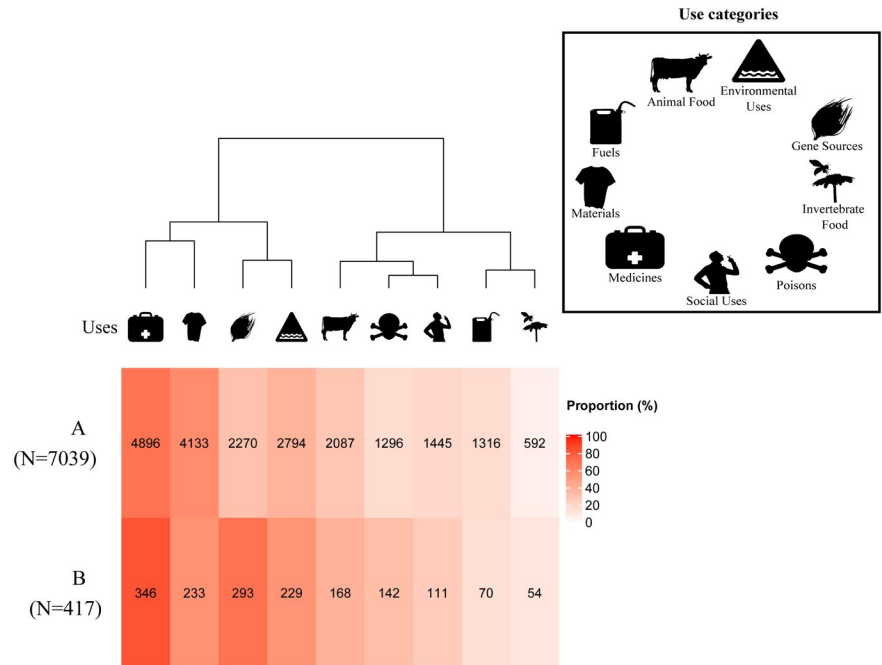 Use categories
Animal Food
Environmental
Uses
Fuels
Gene Sources
Materials
Invertebrate
Food
Medicines
Social Uses
Poisons
Uses
A
(N=7039)
4896 4133 2270 2794 2087 1296 1445 1316 592
Proportion (%)
100
80
60
40
20
0
B
(N=417)
346 233 293 229 168 142 111 70 54